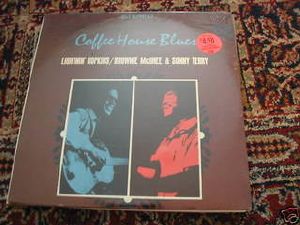 Coffee House Blues
LIGHTNIN' HOPKINS/BROWNIE McGHEE & SONNY TERRY